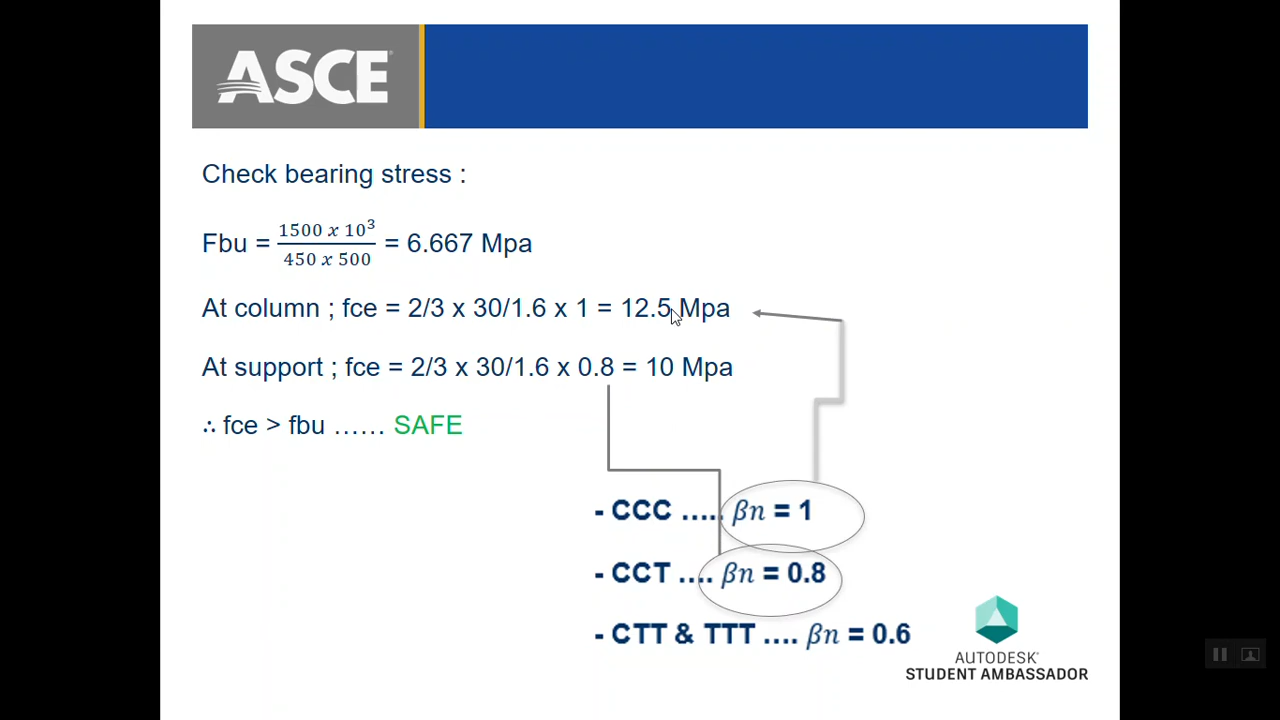 ASCE
Check bearing stress :
Fbu = 1500 x 10³ / 450 x 500 = 6.667 Mpa
At column ; fce = 2/3 x 30/1.6 x 1 = 12.5 Mpa
At support ; fce = 2/3 x 30/1.6 x 0.8 = 10 Mpa
∴ fce > fbu …… SAFE
- CCC ….. βn = 1
- CCT …. βn = 0.8
- CTT & TTT …. βn = 0.6
AUTODESK
STUDENT AMBASSADOR